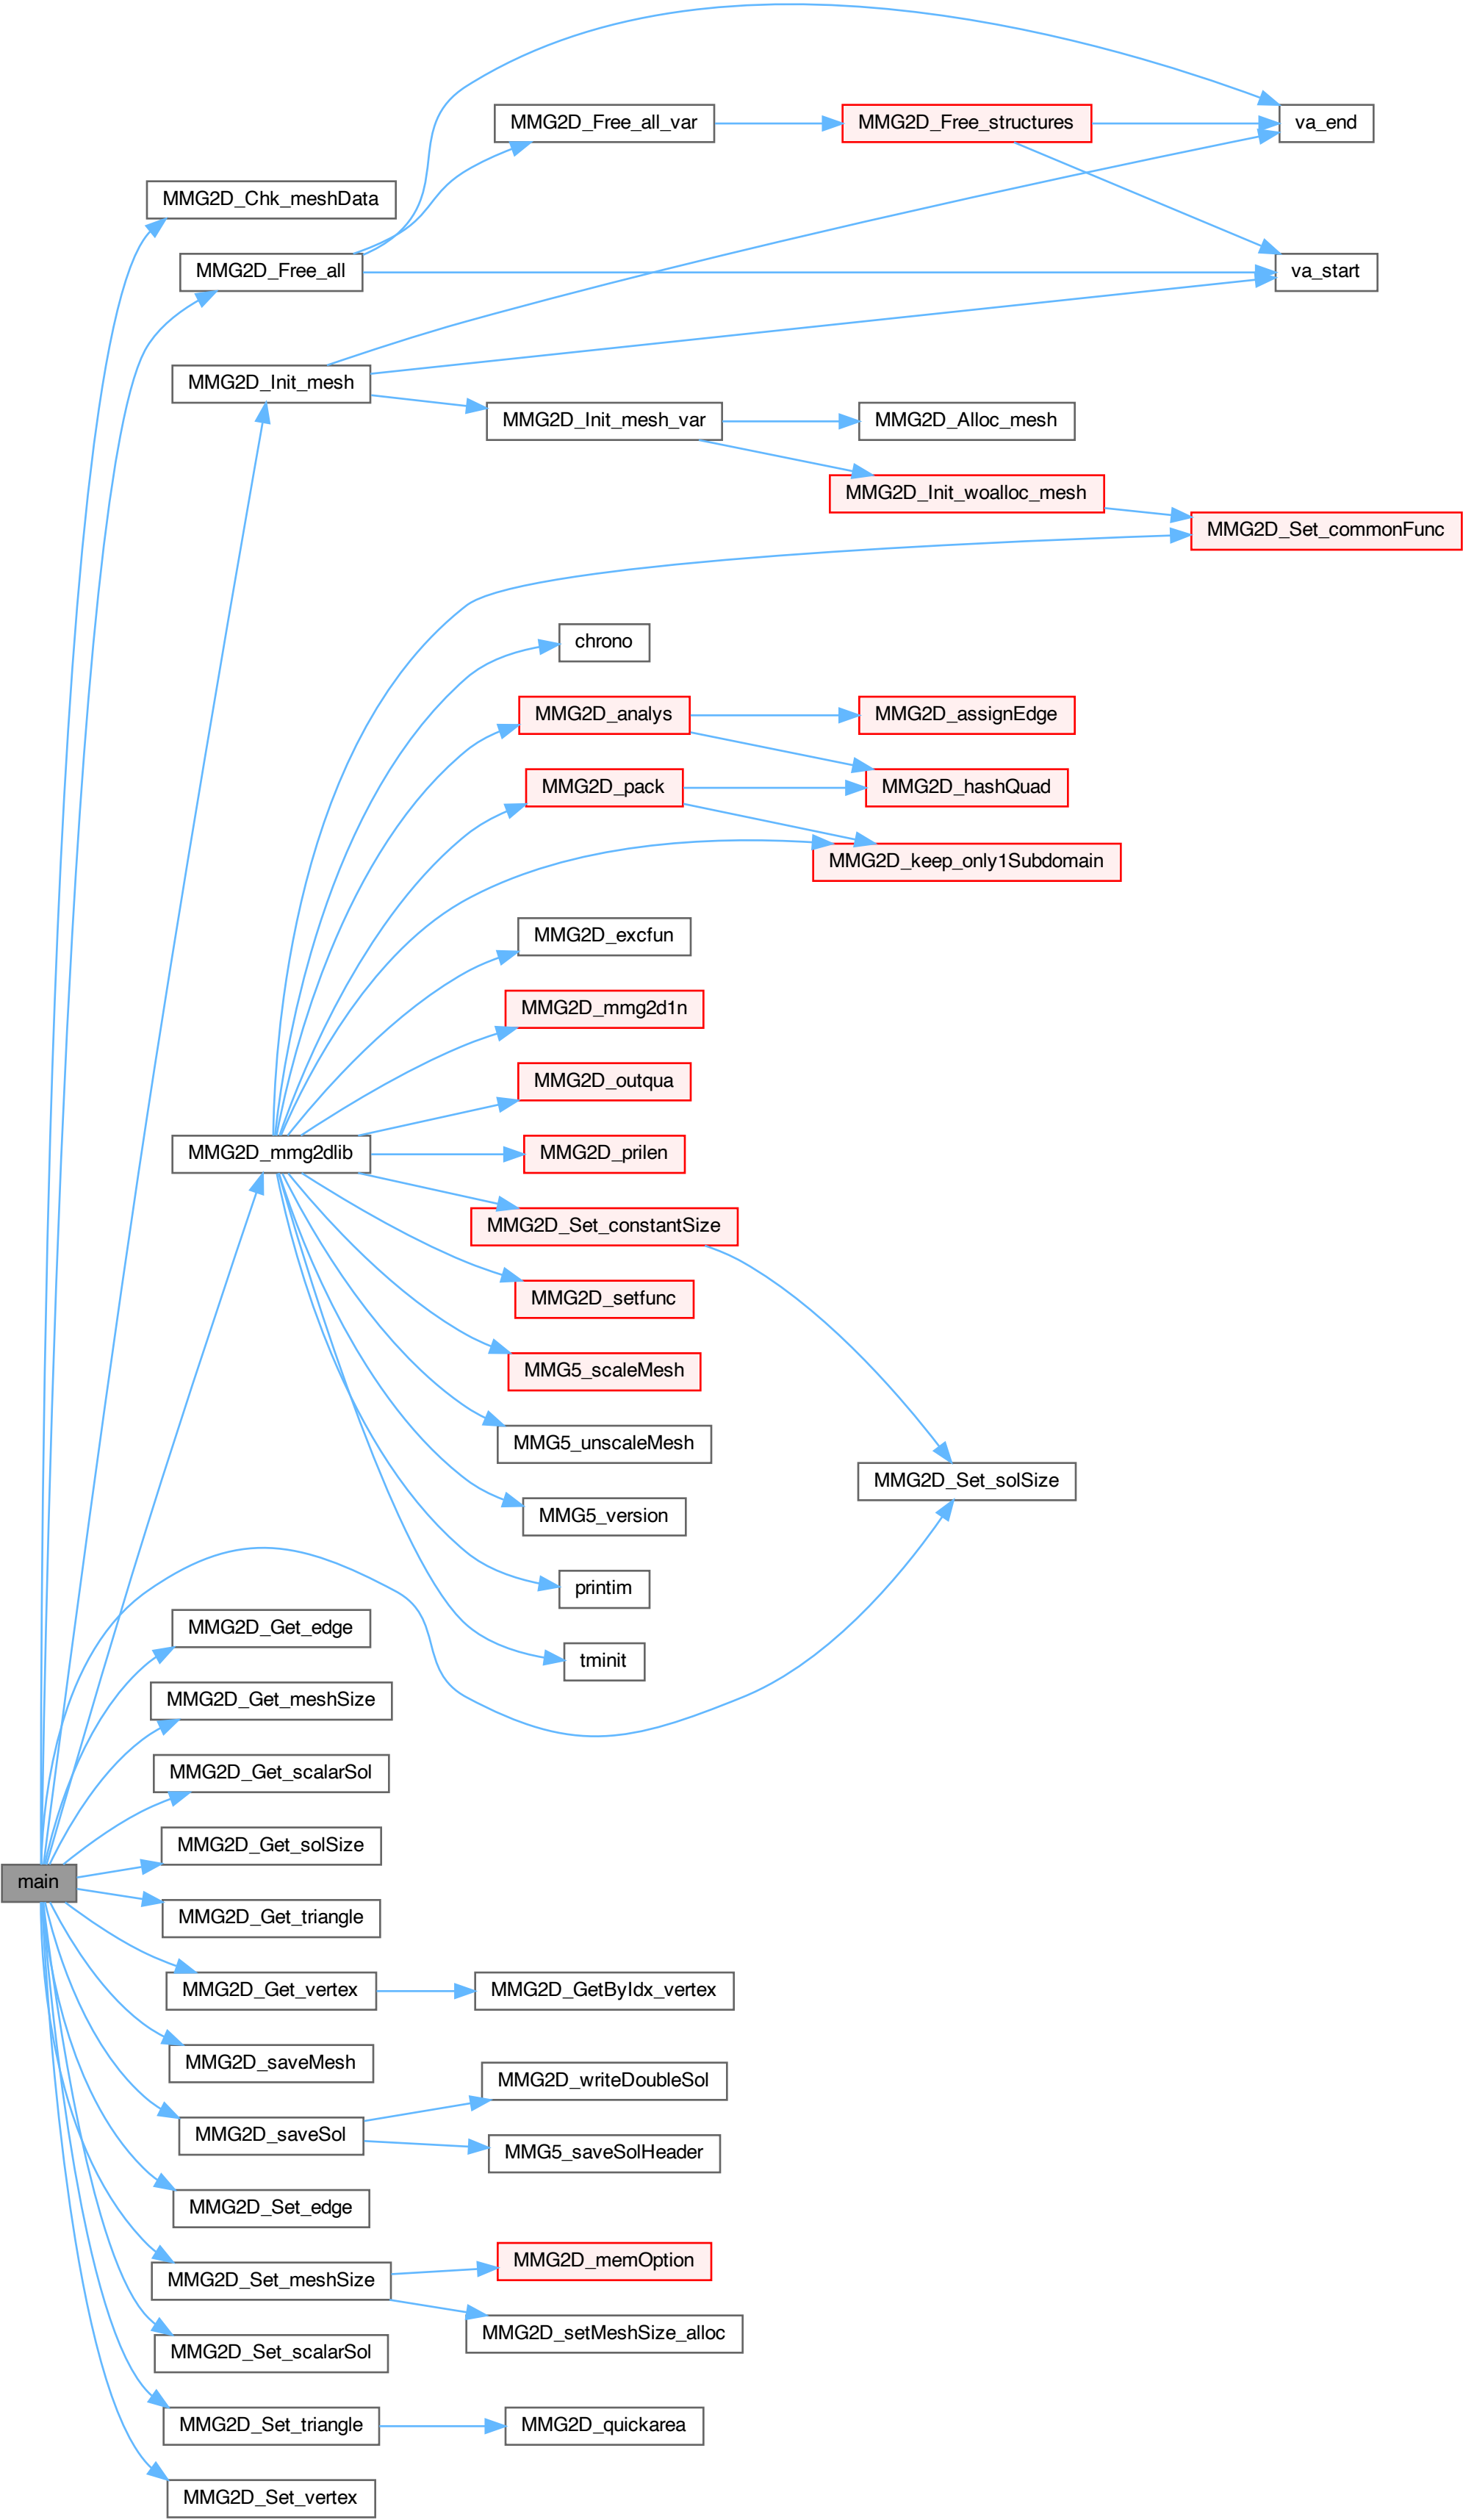 MMG2D_Free_all_var
MMG2D_Free_structures
va_end
MMG2D_Chk_meshData
MMG2D_Free_all
va_start
MMG2D_Init_mesh
MMG2D_Init_mesh_var
MMG2D_Alloc_mesh
MMG2D_Init_woalloc_mesh
MMG2D_Set_commonFunc
chrono
MMG2D_analys
MMG2D_assignEdge
MMG2D_pack
MMG2D_hashQuad
MMG2D_keep_only1Subdomain
MMG2D_excfun
MMG2D_mmg2d1n
MMG2D_outqua
MMG2D_mmg2dlib
MMG2D_prilen
MMG2D_Set_constantSize
MMG2D_setfunc
MMG5_scaleMesh
MMG5_unscaleMesh
MMG2D_Set_solSize
MMG5_version
printim
MMG2D_Get_edge
tminit
MMG2D_Get_meshSize
MMG2D_Get_scalarSol
MMG2D_Get_solSize
main
MMG2D_Get_triangle
MMG2D_Get_vertex
MMG2D_GetByIdx_vertex
MMG2D_saveMesh
MMG2D_writeDoubleSol
MMG2D_saveSol
MMG5_saveSolHeader
MMG2D_Set_edge
MMG2D_memOption
MMG2D_Set_meshSize
MMG2D_setMeshSize_alloc
MMG2D_Set_scalarSol
MMG2D_Set_triangle
MMG2D_quickarea
MMG2D_Set_vertex